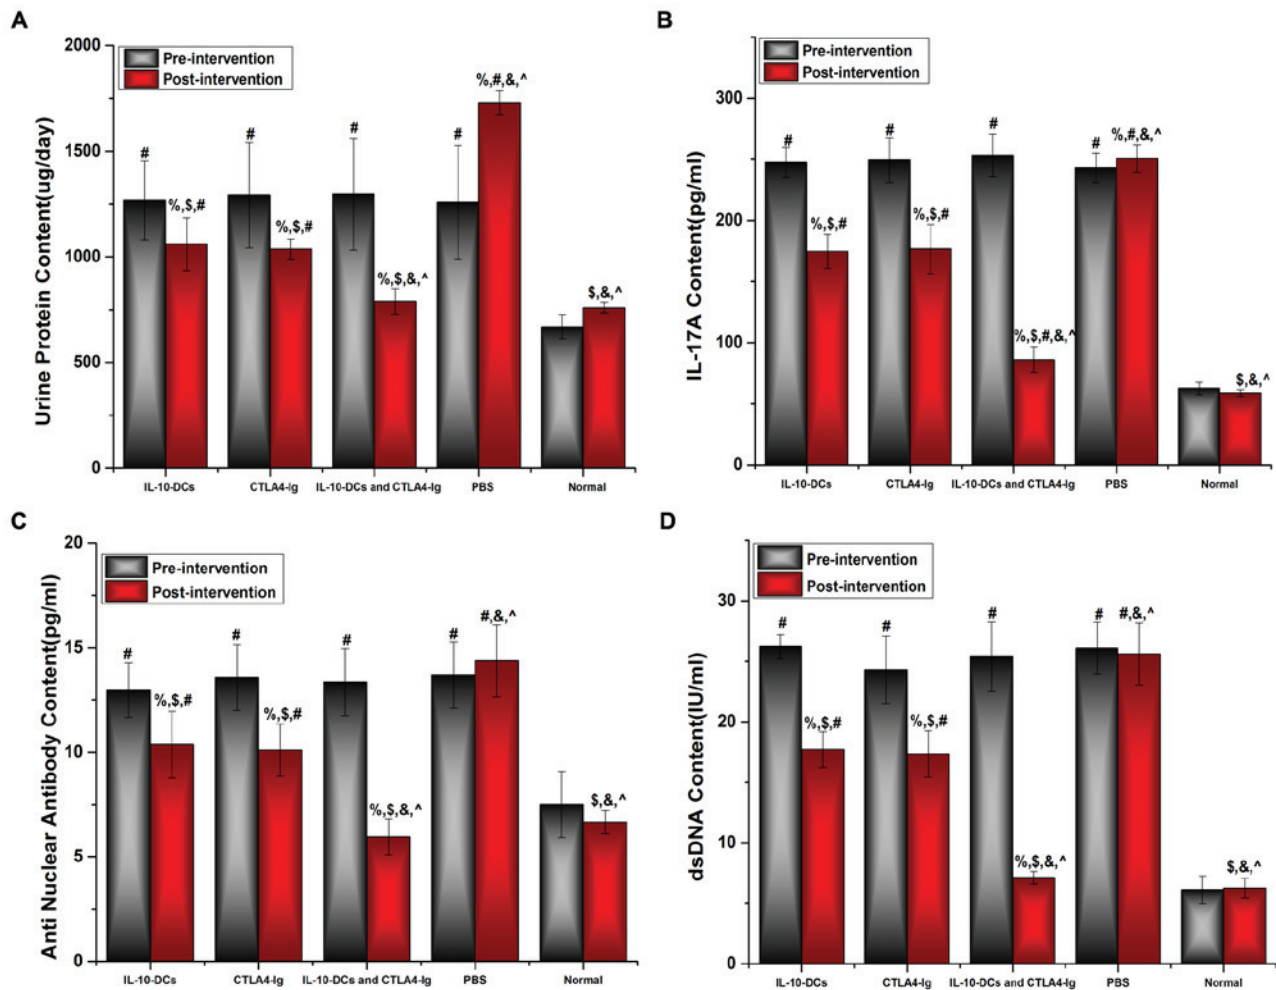 A
Urine Protein Content(ug/day)
2000
1500
1000
500
0
Pre-intervention
Post-intervention
#
%,$,#
#
%,$,#
#
%,$,&,^
#
%,#,&,^
$,&,^
IL-10-DCs
CTLA4-Ig
IL-10-DCs and CTLA4-Ig
PBS
Normal
B
IL-17A Content(pg/ml)
300
200
100
0
Pre-intervention
Post-intervention
#
%,$,#
#
%,$,#
#
%,$,#,&,^
#
%,#,&,^
$,&,^
IL-10-DCs
CTLA4-Ig
IL-10-DCs and CTLA4-Ig
PBS
Normal
C
Anti Nuclear Antibody Content(pg/ml)
20
15
10
5
0
Pre-intervention
Post-intervention
#
%,$,#
#
%,$,#
#
%,$,&,^
#
#,&,^
$,&,^
IL-10-DCs
CTLA4-Ig
IL-10-DCs and CTLA4-Ig
PBS
Normal
D
dsDNA Content(IU/ml)
30
20
10
0
Pre-intervention
Post-intervention
#
%,$,#
#
%,$,#
#
%,$,&,^
#
#,&,^
$,&,^
IL-10-DCs
CTLA4-Ig
IL-10-DCs and CTLA4-Ig
PBS
Normal